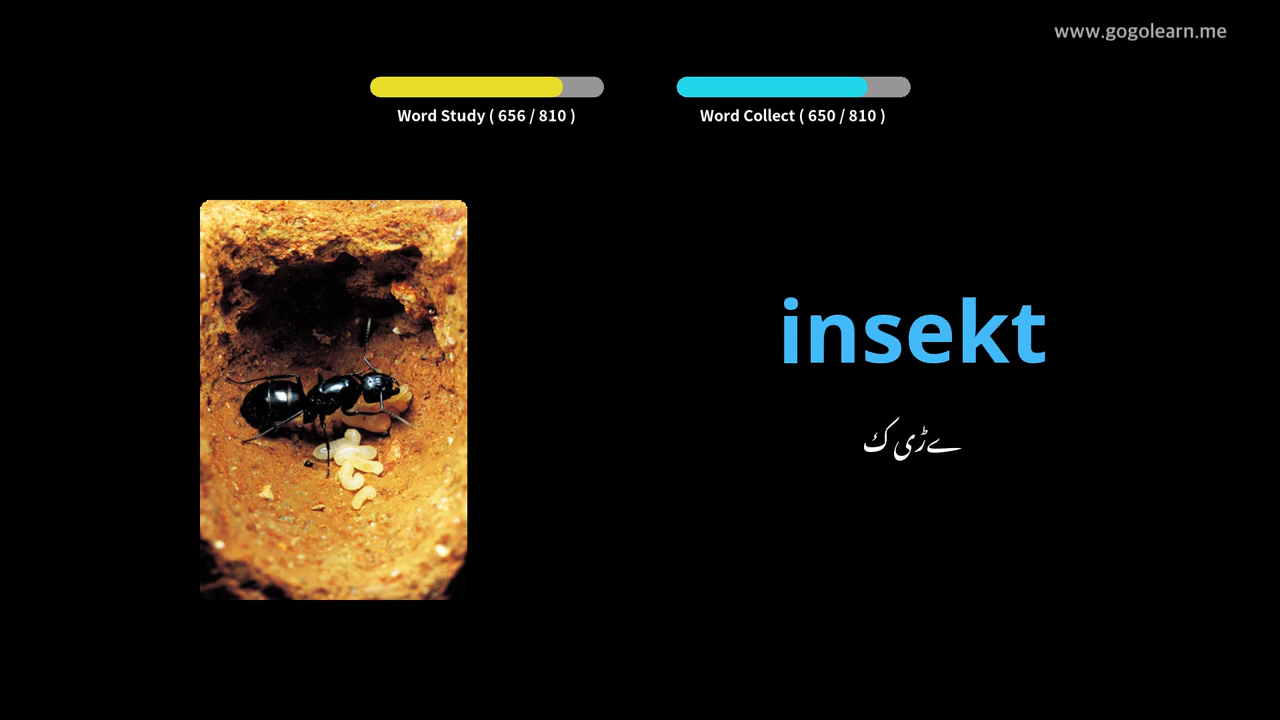 www.gogolearn.me
Word Study ( 656 / 810 )
Word Collect ( 650 / 810 )
insekt
ےڑی ک